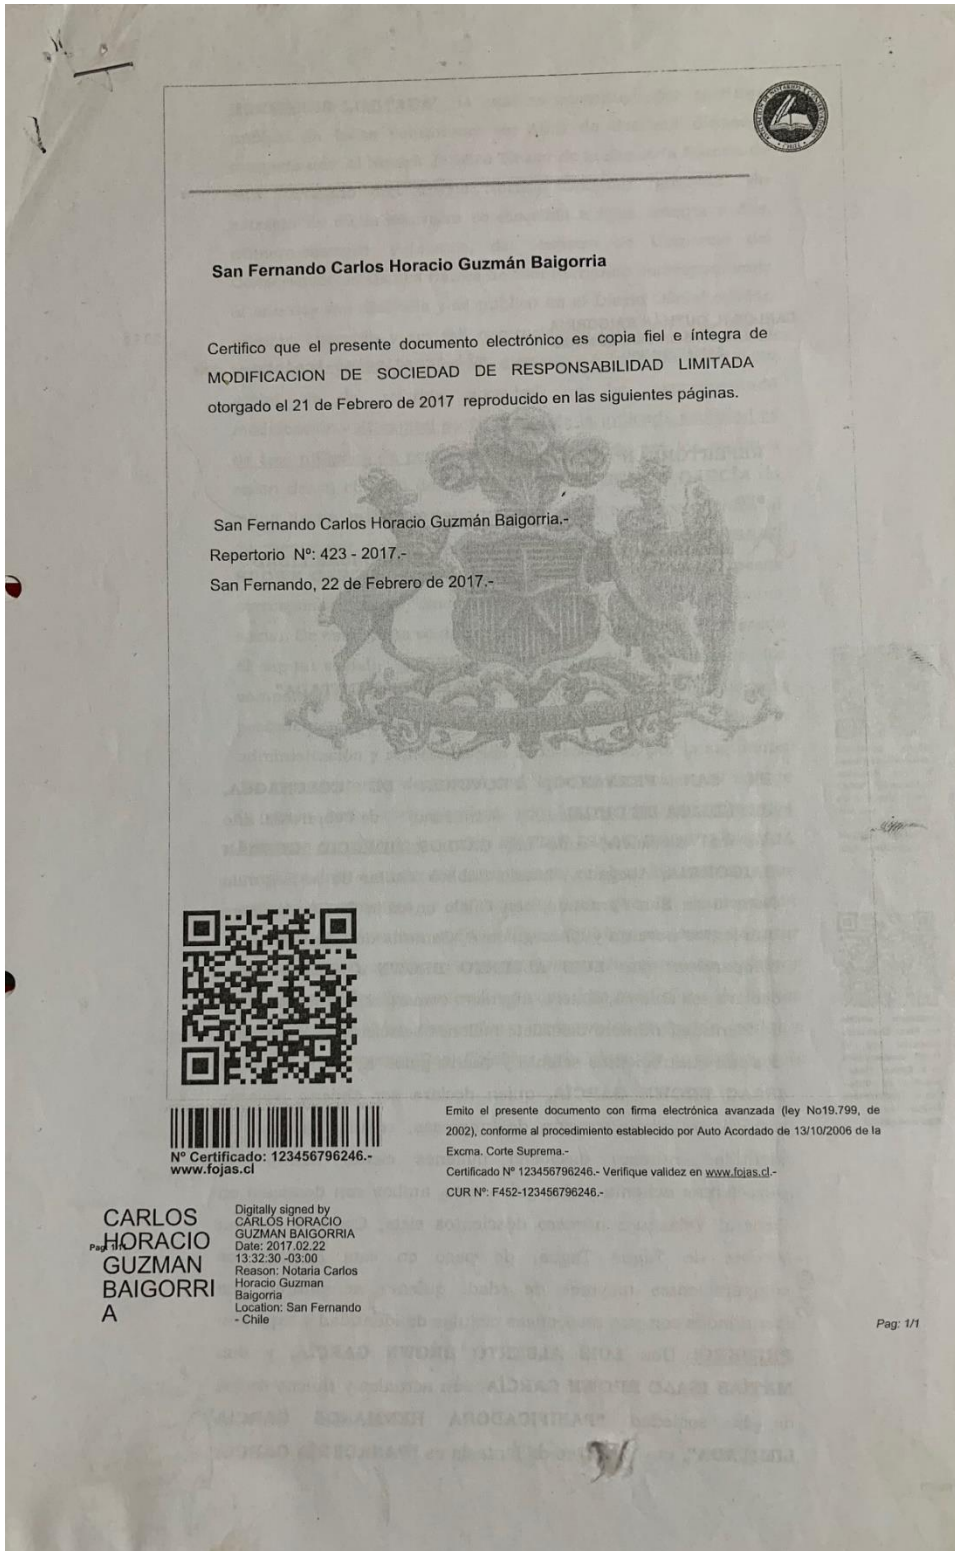 San Fernando Carlos Horacio Guzmán Baigorria
Certifico que el presente documento electrónico es copia fiel e íntegra de
MODIFICACION DE SOCIEDAD DE RESPONSABILIDAD LIMITADA
otorgado el 21 de Febrero de 2017 reproducido en las siguientes páginas.
San Fernando Carlos Horacio Guzmán Baigorria.-
Repertorio Nº: 423 - 2017.-
San Fernando, 22 de Febrero de 2017.-
Nº Certificado: 123456796246.-
www.fojas.cl
Emito el presente documento con firma electrónica avanzada (ley No19.799, de
2002), conforme al procedimiento establecido por Auto Acordado de 13/10/2006 de la
Excma. Corte Suprema.-
Certificado Nº 123456796246.- Verifique validez en www.fojas.cl.-
CUR Nº: F452-123456796246.-
CARLOS
HORACIO
GUZMAN
BAIGORRI
A
Digitally signed by
CARLOS HORACIO
GUZMAN BAIGORRIA
Date: 2017.02.22
13:32:30 -03:00
Reason: Notaria Carlos
Horacio Guzman
Baigorria
Location: San Fernando
- Chile
Pag: 1/1